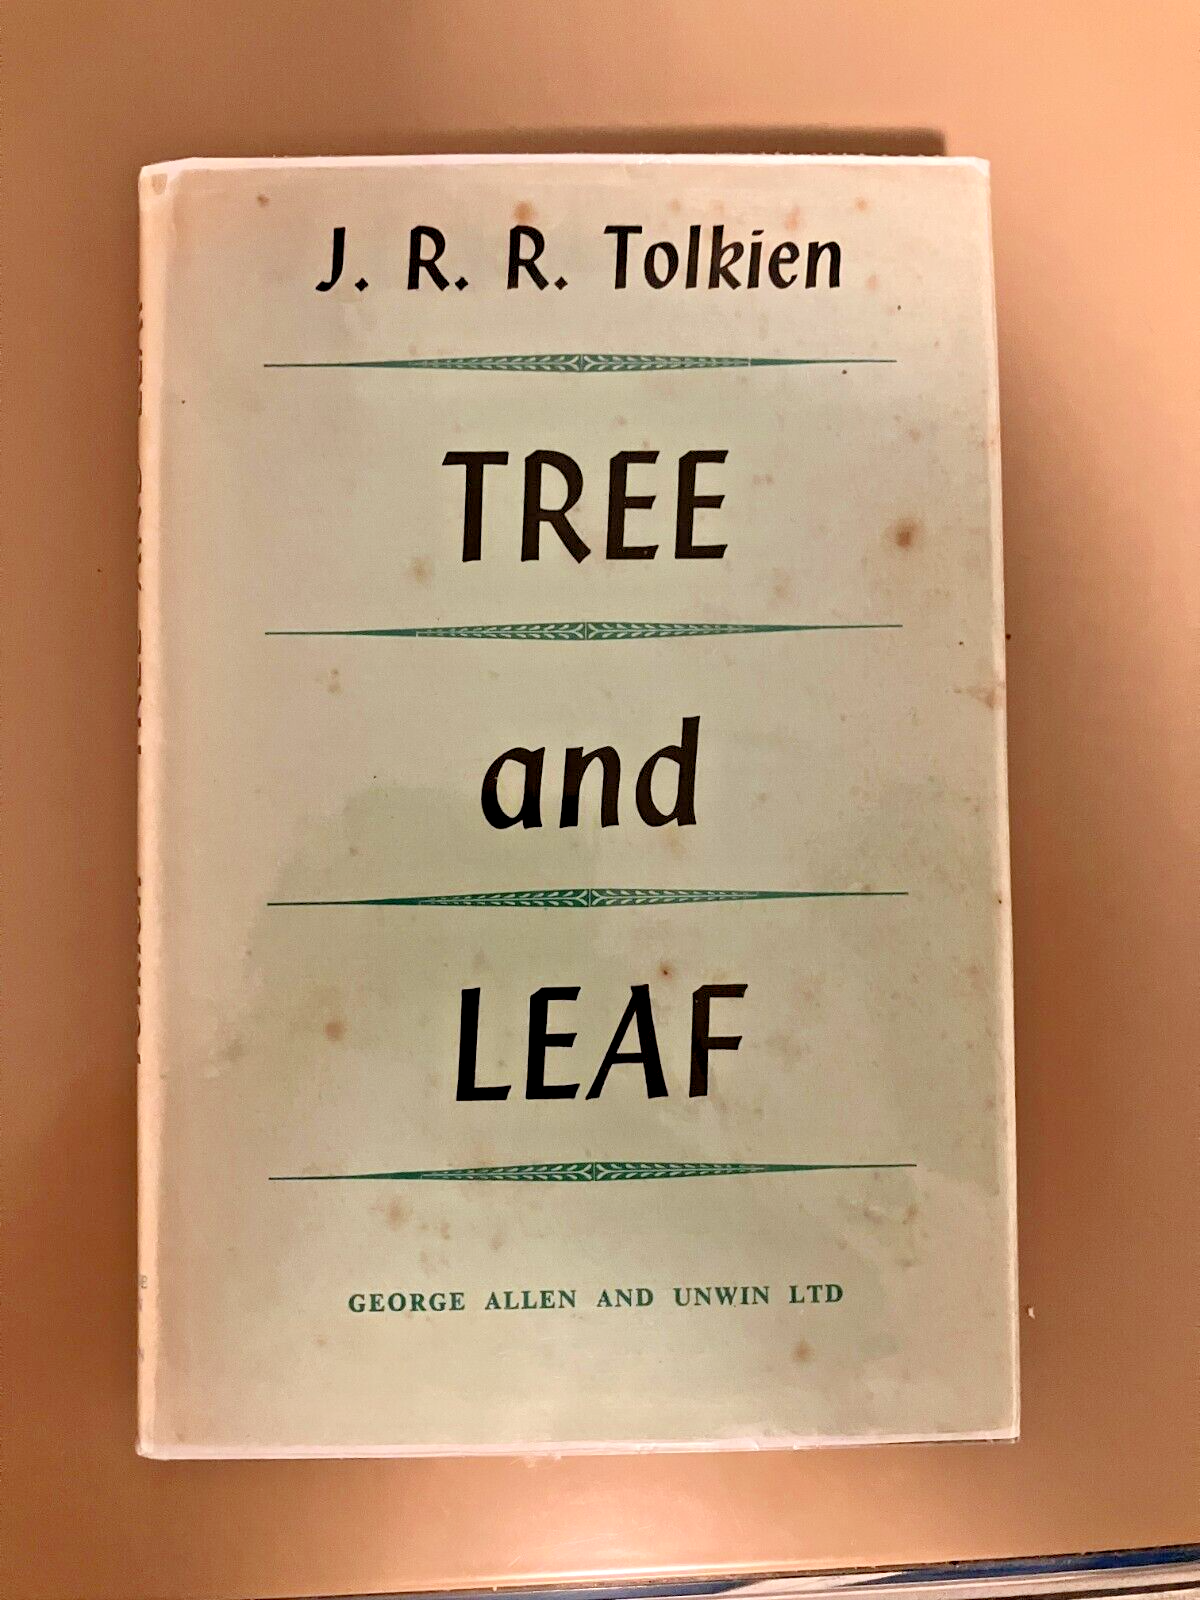 J. R. R. Tolkien
TREE
and
LEAF
GEORGE ALLEN AND UNWIN LTD